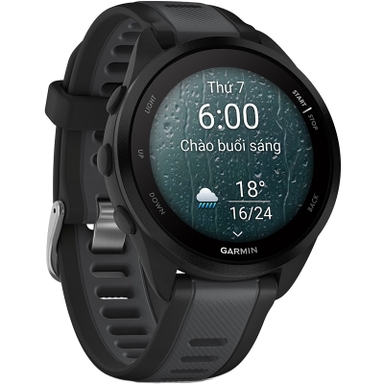 LIGHT
START
STOP
Thứ 7
6:00
Chào buổi sáng
UP
18°
16/24
DOWN
BACK
GARMIN